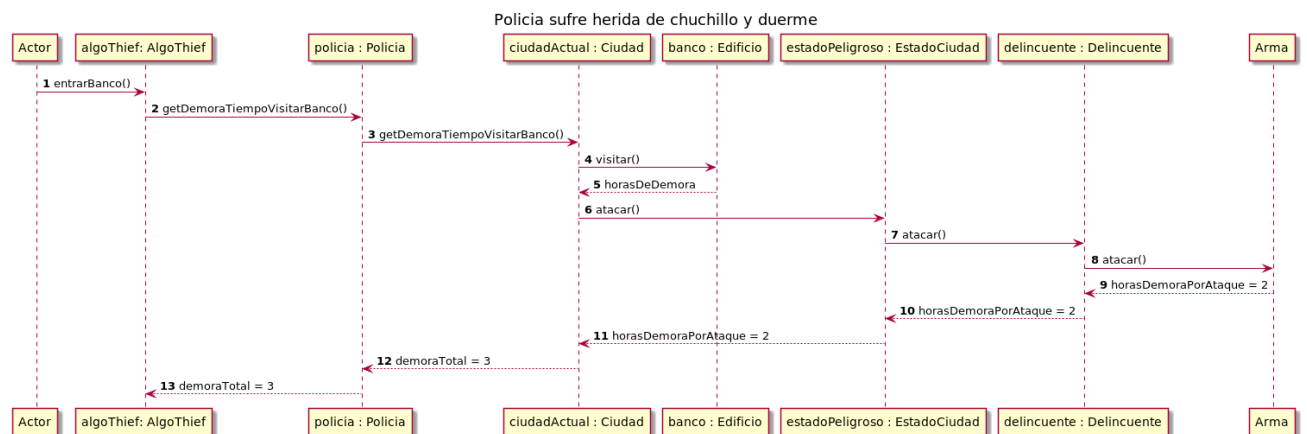 Policia sufre herida de chuchillo y duerme
Actor
algoThief: AlgoThief
policia : Policia
ciudadActual : Ciudad
banco : Edificio
estadoPeligroso : EstadoCiudad
delincuente : Delincuente
Arma
1 entrarBanco()
2 getDemoraTiempoVisitarBanco()
3 getDemoraTiempoVisitarBanco()
4 visitar()
5 horasDeDemora
6 atacar()
7 atacar()
8 atacar()
9 horasDemoraPorAtaque = 2
10 horasDemoraPorAtaque = 2
11 horasDemoraPorAtaque = 2
12 demoraTotal = 3
13 demoraTotal = 3
Actor
algoThief: AlgoThief
policia : Policia
ciudadActual : Ciudad
banco : Edificio
estadoPeligroso : EstadoCiudad
delincuente : Delincuente
Arma